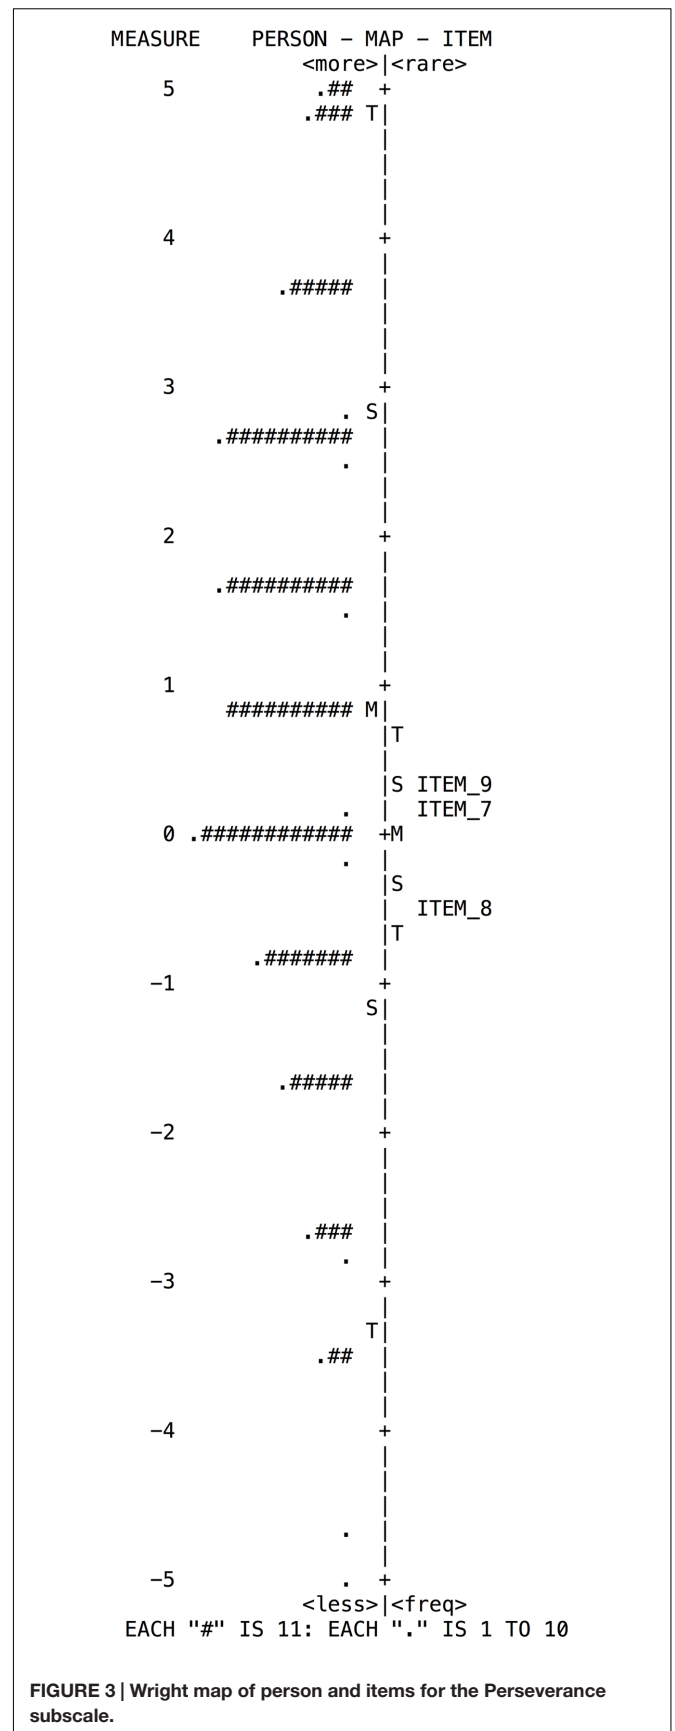 MEASURE PERSON - MAP - ITEM
<more>|<rare>
5 .## +
.### T|
|
|
|
|
4 +
|
.##### |
|
|
|
3 +
. S|
.########## |
. |
|
|
2 +
|
.########## |
. |
|
|
1 +
########## M|
|T
|
|S ITEM_9
. | ITEM_7
0 .############ +M
. |
|S
| ITEM_8
|T
.####### |
-1 +
S|
|
|
.##### |
|
-2 +
|
|
|
.### |
. |
-3 +
|
T|
.## |
|
|
-4 +
|
|
|
. |
|
-5 . +
<less>|<freq>
EACH "#" IS 11: EACH "." IS 1 TO 10
FIGURE 3 | Wright map of person and items for the Perseverance
subscale.